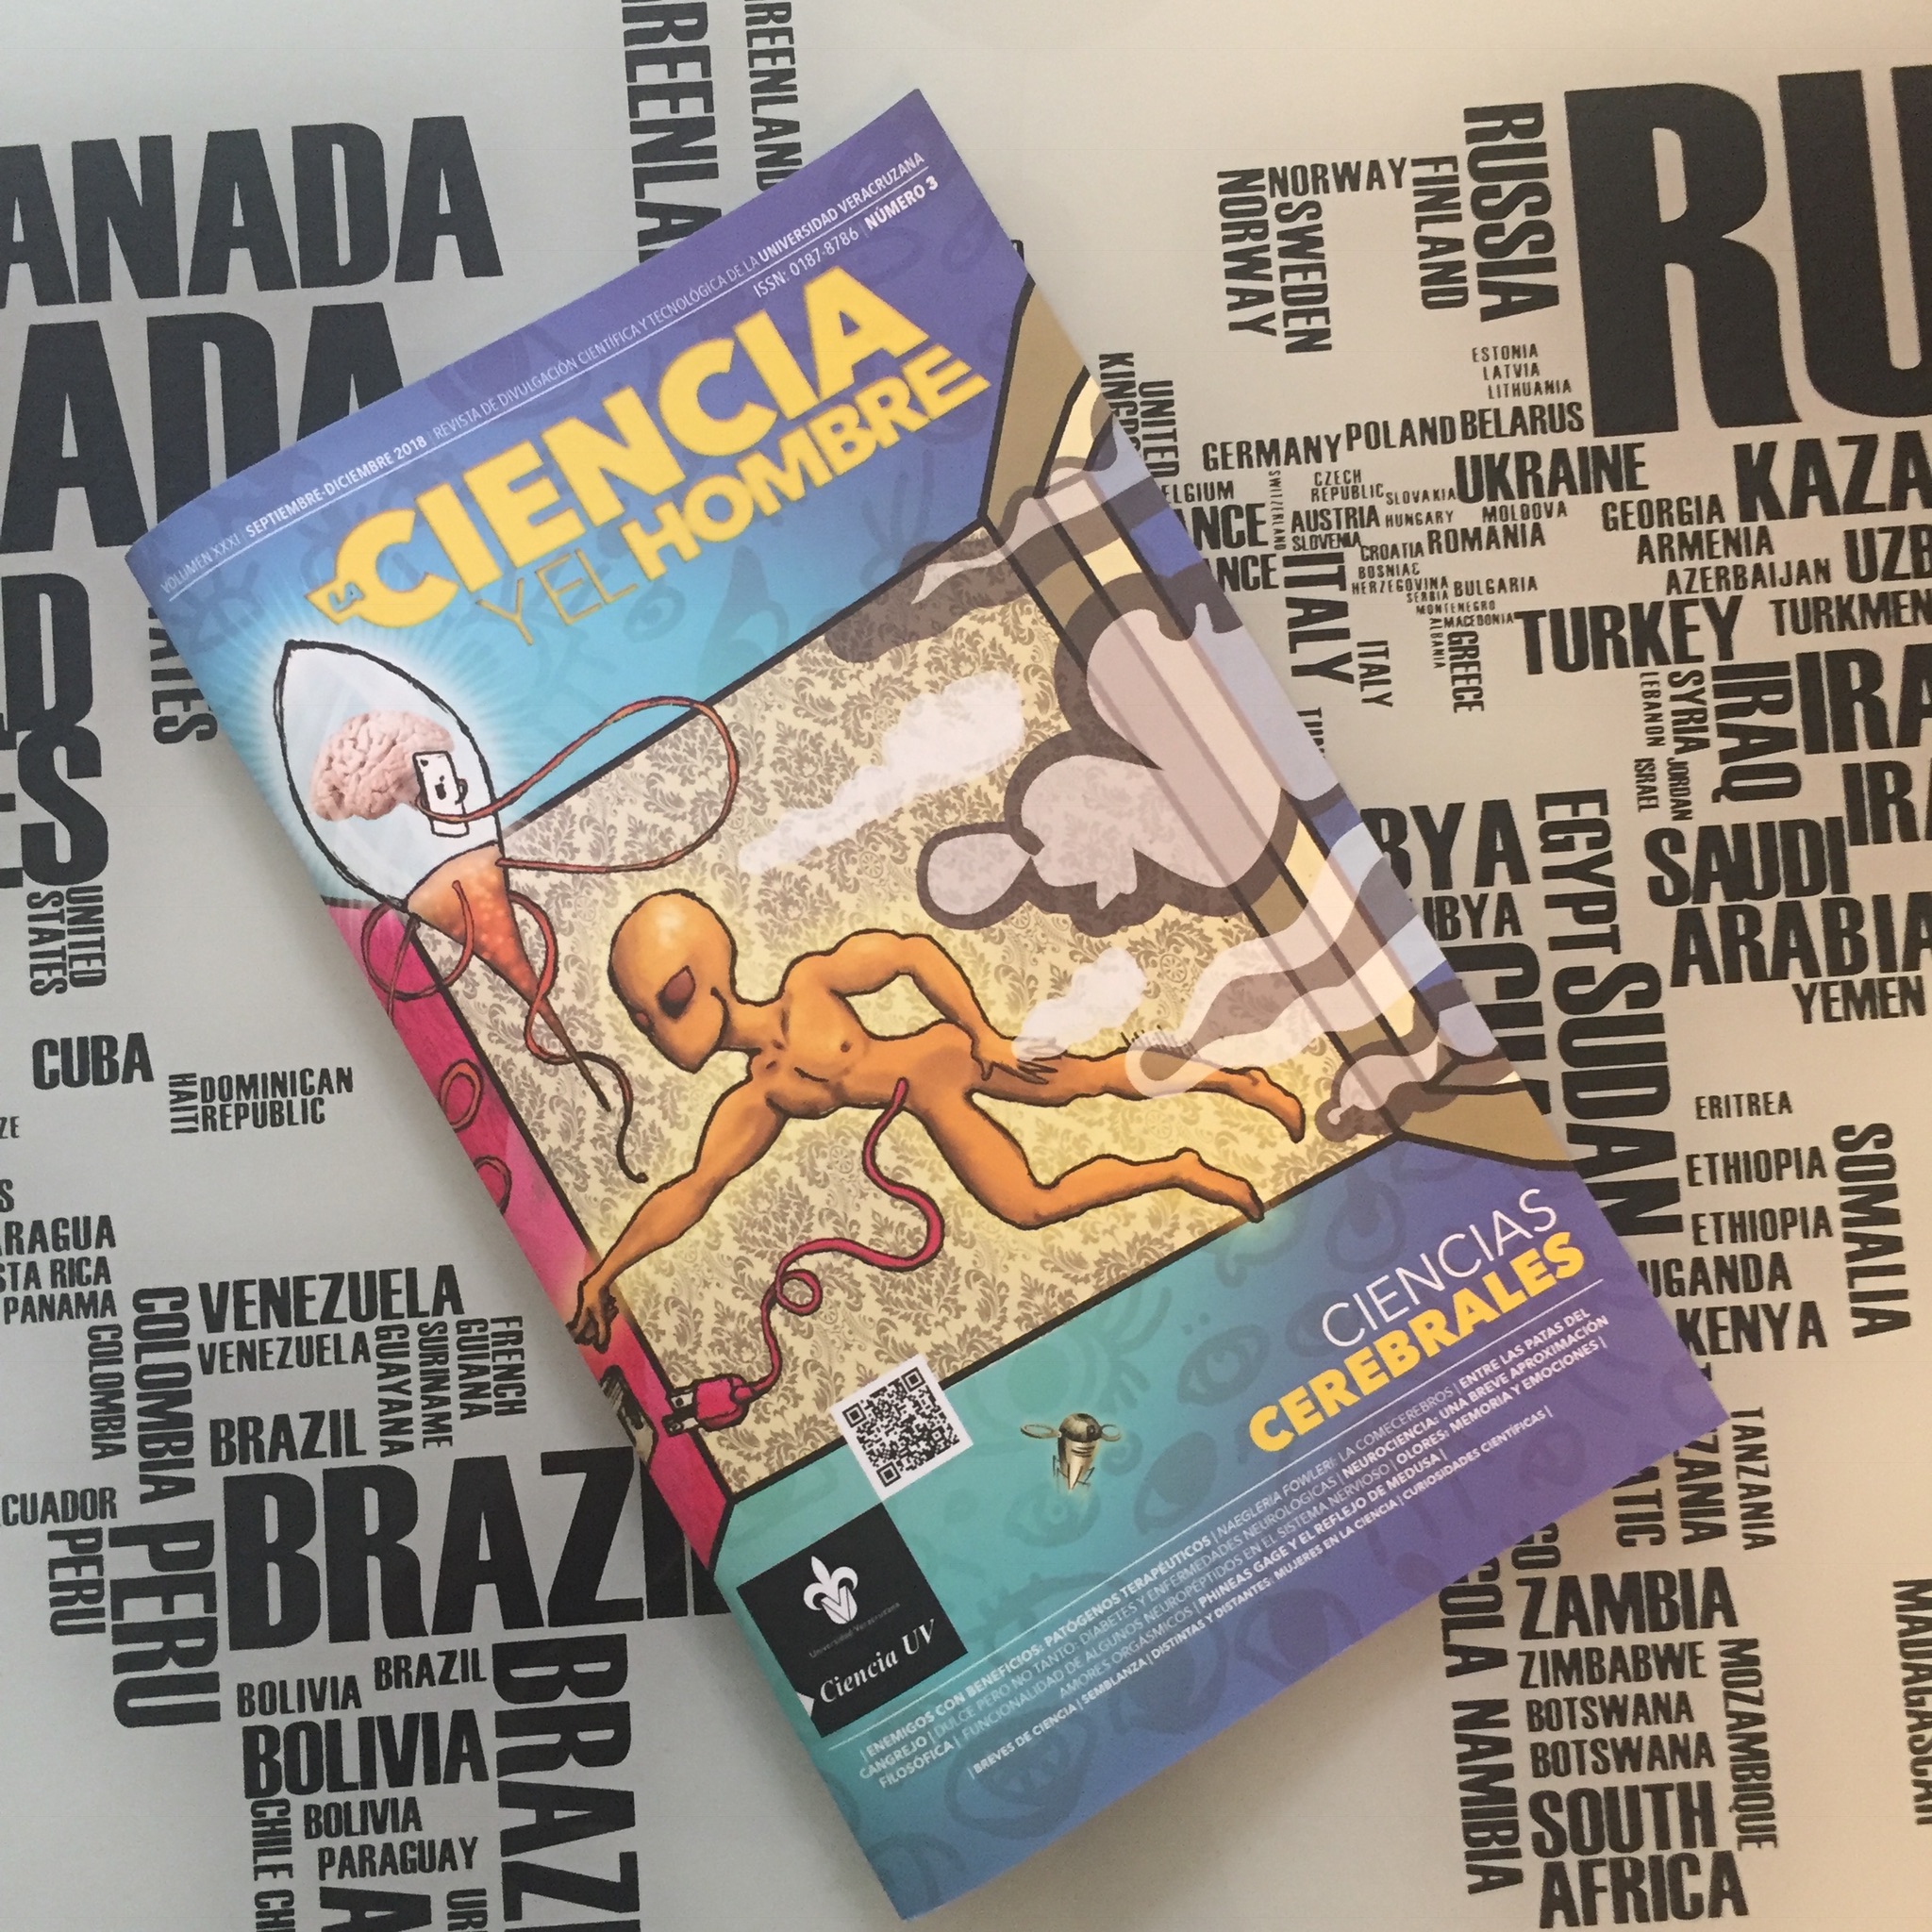 VOLUMEN XXXI | SEPTIEMBRE-DICIEMBRE 2018 | REVISTA DE DIVULGACIÓN CIENTÍFICA Y TECNOLÓGICA DE LA UNIVERSIDAD VERACRUZANA
ISSN: 0187-8786 | NÚMERO 3
LA CIENCIA
Y EL HOMBRE
CIENCIAS
CEREBRALES
| ENEMIGOS CON BENEFICIOS: PATÓGENOS TERAPÉUTICOS | NAEGLERIA FOWLERI: LA COMECEREBROS | ENTRE LAS PATAS DEL
CANGREJO | DULCE PERO NO TANTO: DIABETES Y ENFERMEDADES NEUROLÓGICAS | NEUROCIENCIA: UNA BREVE APROXIMACIÓN
FILOSÓFICA | FUNCIONALIDAD DE ALGUNOS NEUROPÉPTIDOS EN EL SISTEMA NERVIOSO | OLORES: MEMORIA Y EMOCIONES |
AMORES ORGÁSMICOS | PHINEAS GAGE Y EL REFLEJO DE MEDUSA |
| BREVES DE CIENCIA | SEMBLANZA | DISTINTAS Y DISTANTES: MUJERES EN LA CIENCIA | CURIOSIDADES CIENTÍFICAS |
Universidad Veracruzana
Ciencia UV
CUBA
HAITI
DOMINICAN
REPUBLIC
UNITED
STATES
PANAMA
COLOMBIA
COLOMBIA
VENEZUELA
VENEZUELA
GUAYANA
SURINAME
FRENCH
GUIANA
BRAZIL
PERU
PERU
BRAZIL
BOLIVIA
BOLIVIA
BOLIVIA
PARAGUAY
NORWAY
NORWAY
SWEDEN
FINLAND
RUSSIA
ESTONIA
LATVIA
LITHUANIA
GERMANY
POLAND
BELARUS
CZECH
REPUBLIC
SLOVAKIA
UKRAINE
SWITZERLAND
AUSTRIA
HUNGARY
MOLDOVA
SLOVENIA
CROATIA
ROMANIA
GEORGIA
ARMENIA
AZERBAIJAN
BOSNIAC
HERZEGOVINA
BULGARIA
SERBIA
MONTENEGRO
MACEDONIA
ALBANIA
GREECE
ITALY
ITALY
TURKEY
LEBANON
SYRIA
IRAQ
ISRAEL
JORDAN
EGYPT
SAUDI
ARABIA
YEMEN
SUDAN
ERITREA
ETHIOPIA
ETHIOPIA
SOMALIA
UGANDA
KENYA
TANZANIA
ZAMBIA
ZIMBABWE
MOZAMBIQUE
BOTSWANA
BOTSWANA
NAMIBIA
SOUTH
AFRICA